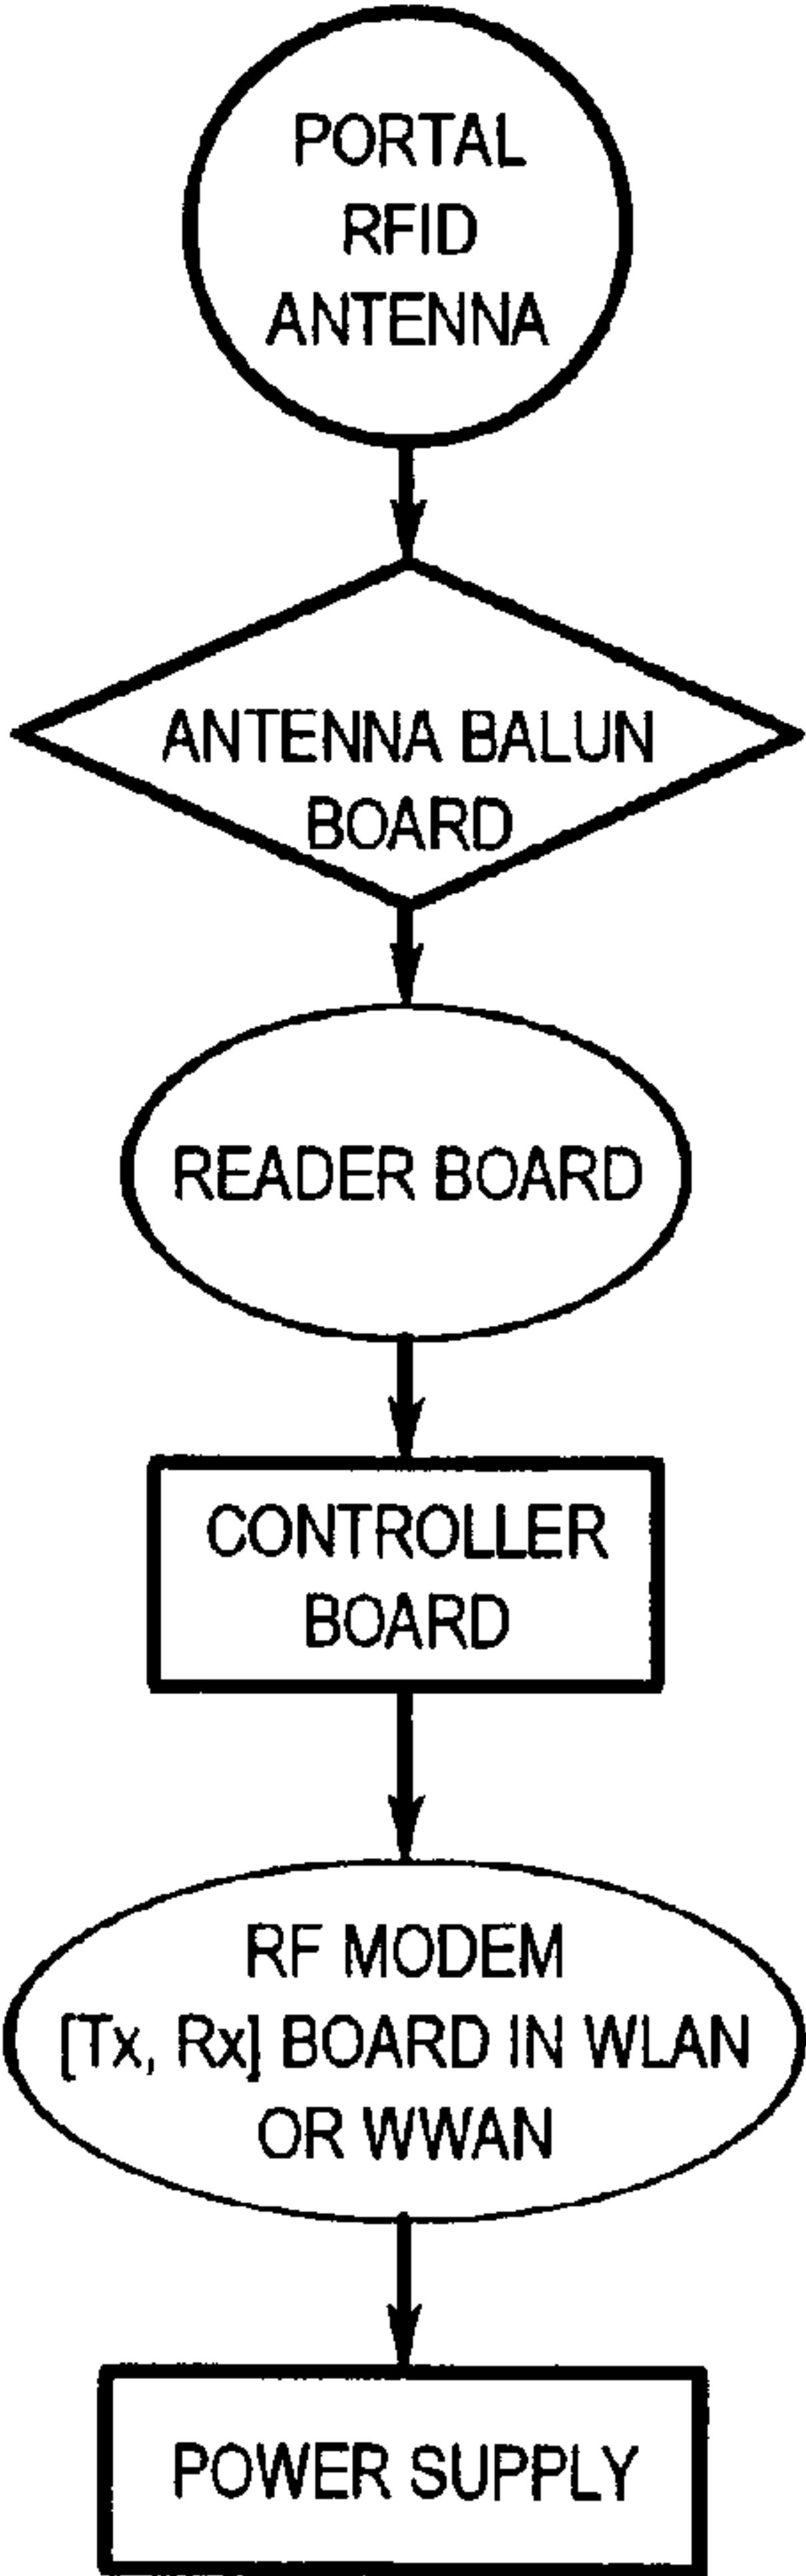 PORTAL
RFID
ANTENNA
ANTENNA BALUN
BOARD
READER BOARD
CONTROLLER
BOARD
RF MODEM
[Tx, Rx] BOARD IN WLAN
OR WWAN
POWER SUPPLY